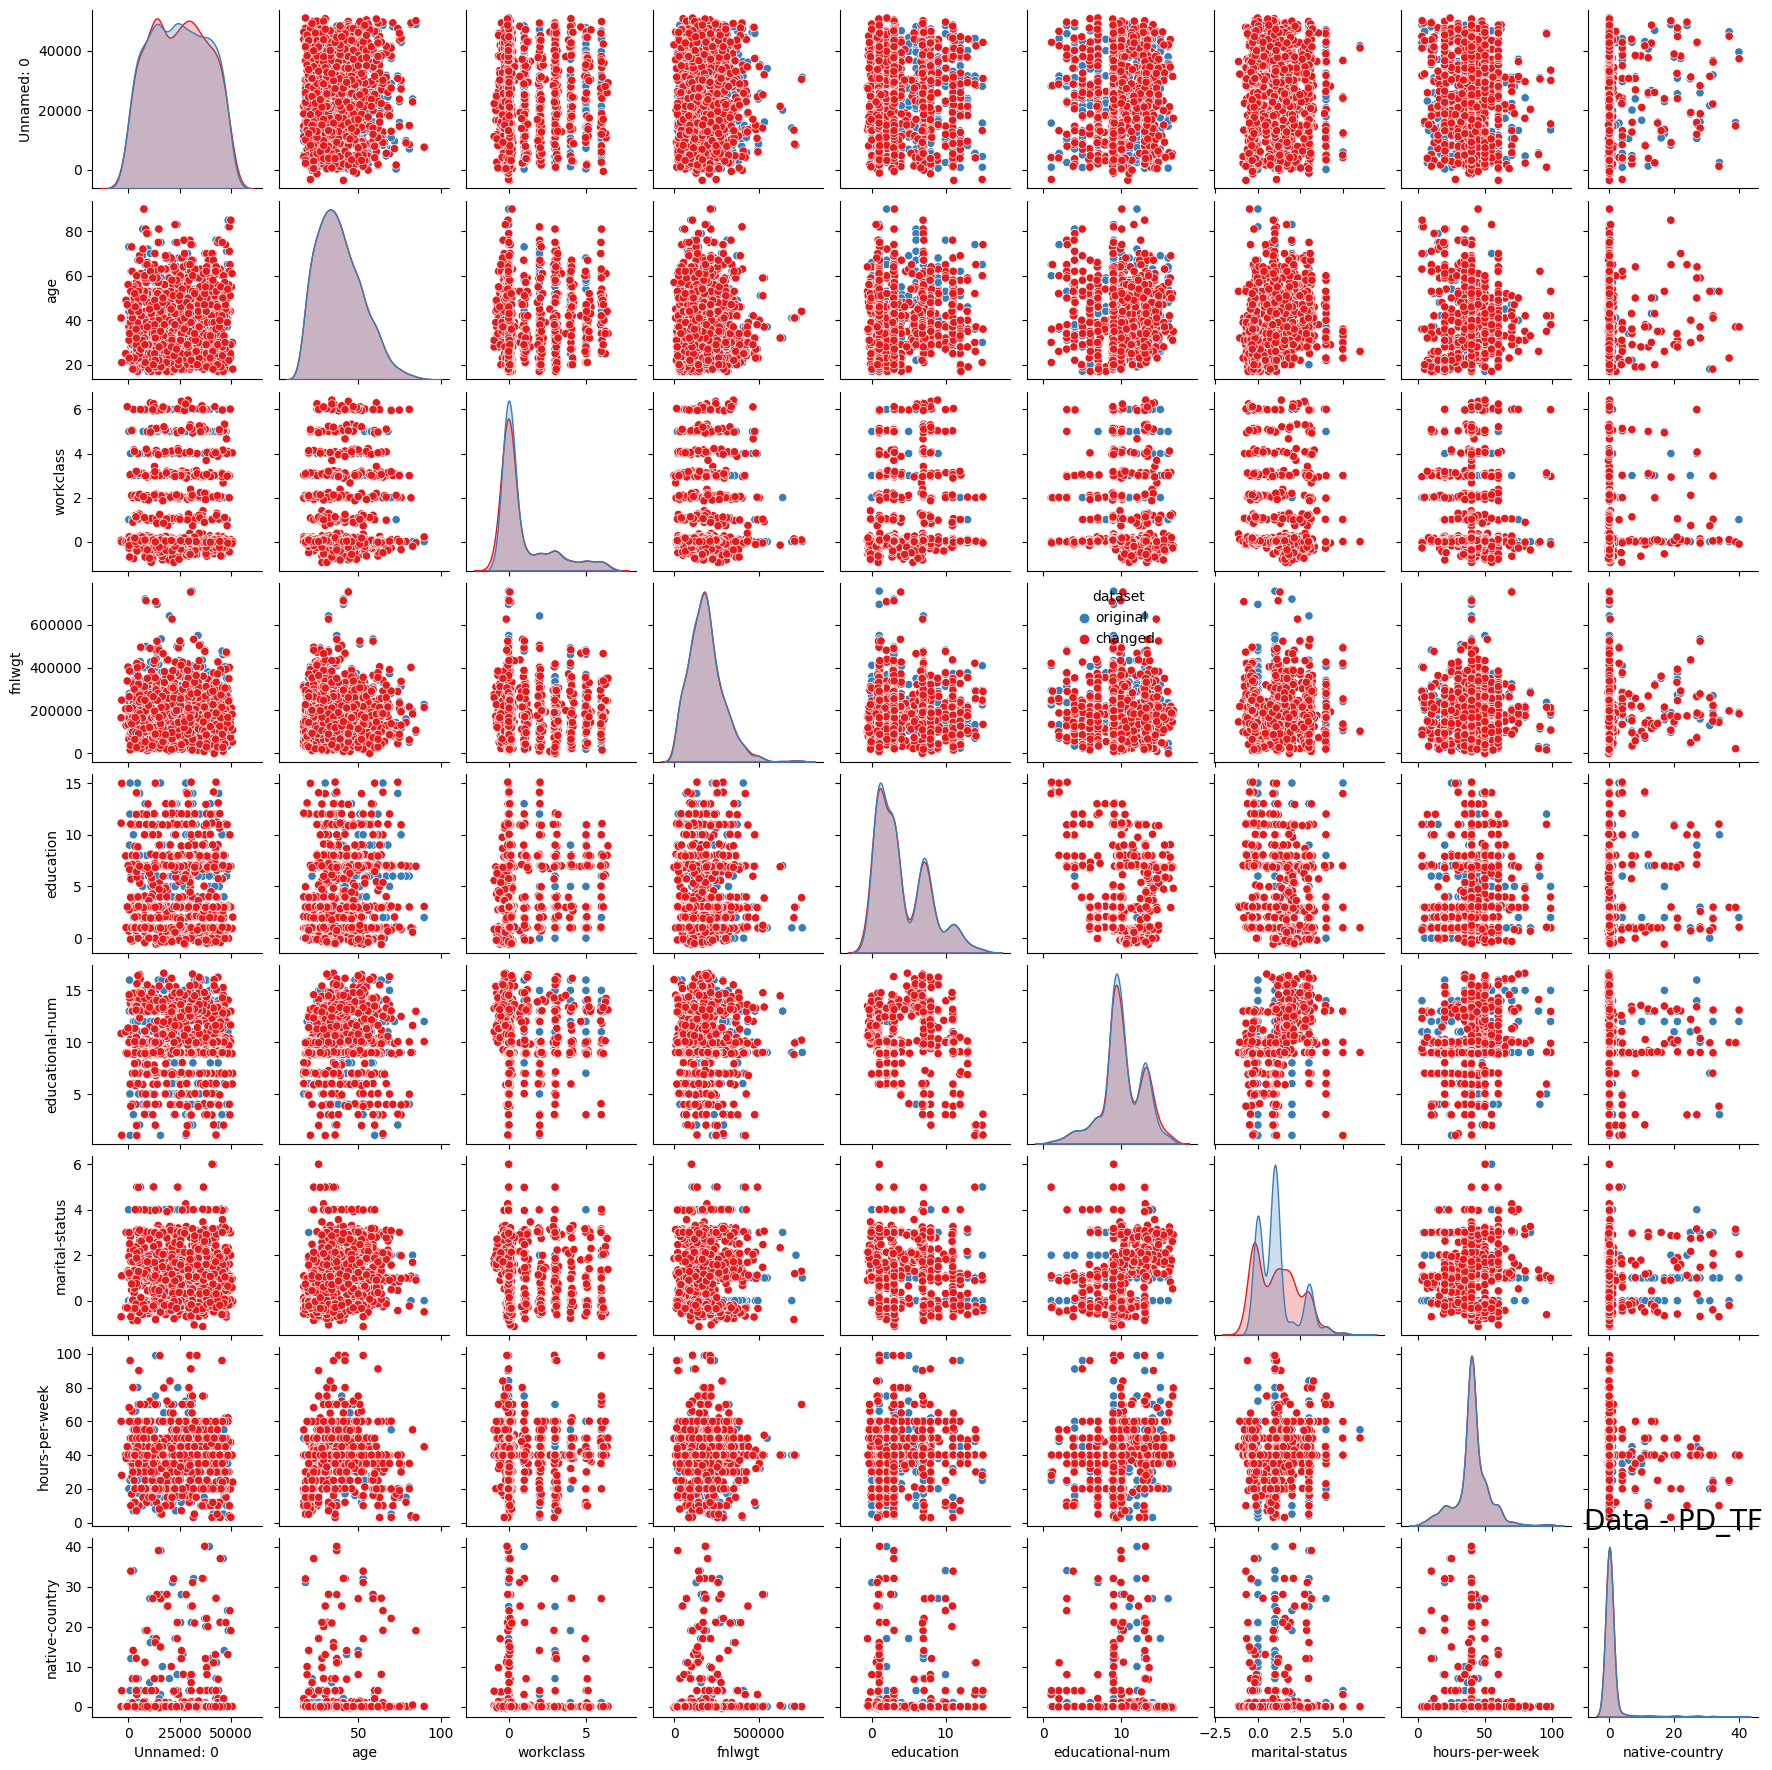 Unnamed: 0
40000
20000
0
age
80
60
40
20
workclass
6
4
2
0
fnlwgt
600000
400000
200000
0
dataset
original
changed
education
15
10
5
0
educational-num
15
10
5
marital-status
6
4
2
0
hours-per-week
100
80
60
40
20
0
Data - PD_TF
native-country
40
30
20
10
0
0 25000 50000 50 100 0 5 0 500000 0 10 0 10 −2.5 0.0 2.5 5.0 0 50 100 0 20 40
Unnamed: 0 age workclass fnlwgt education educational-num marital-status hours-per-week native-country